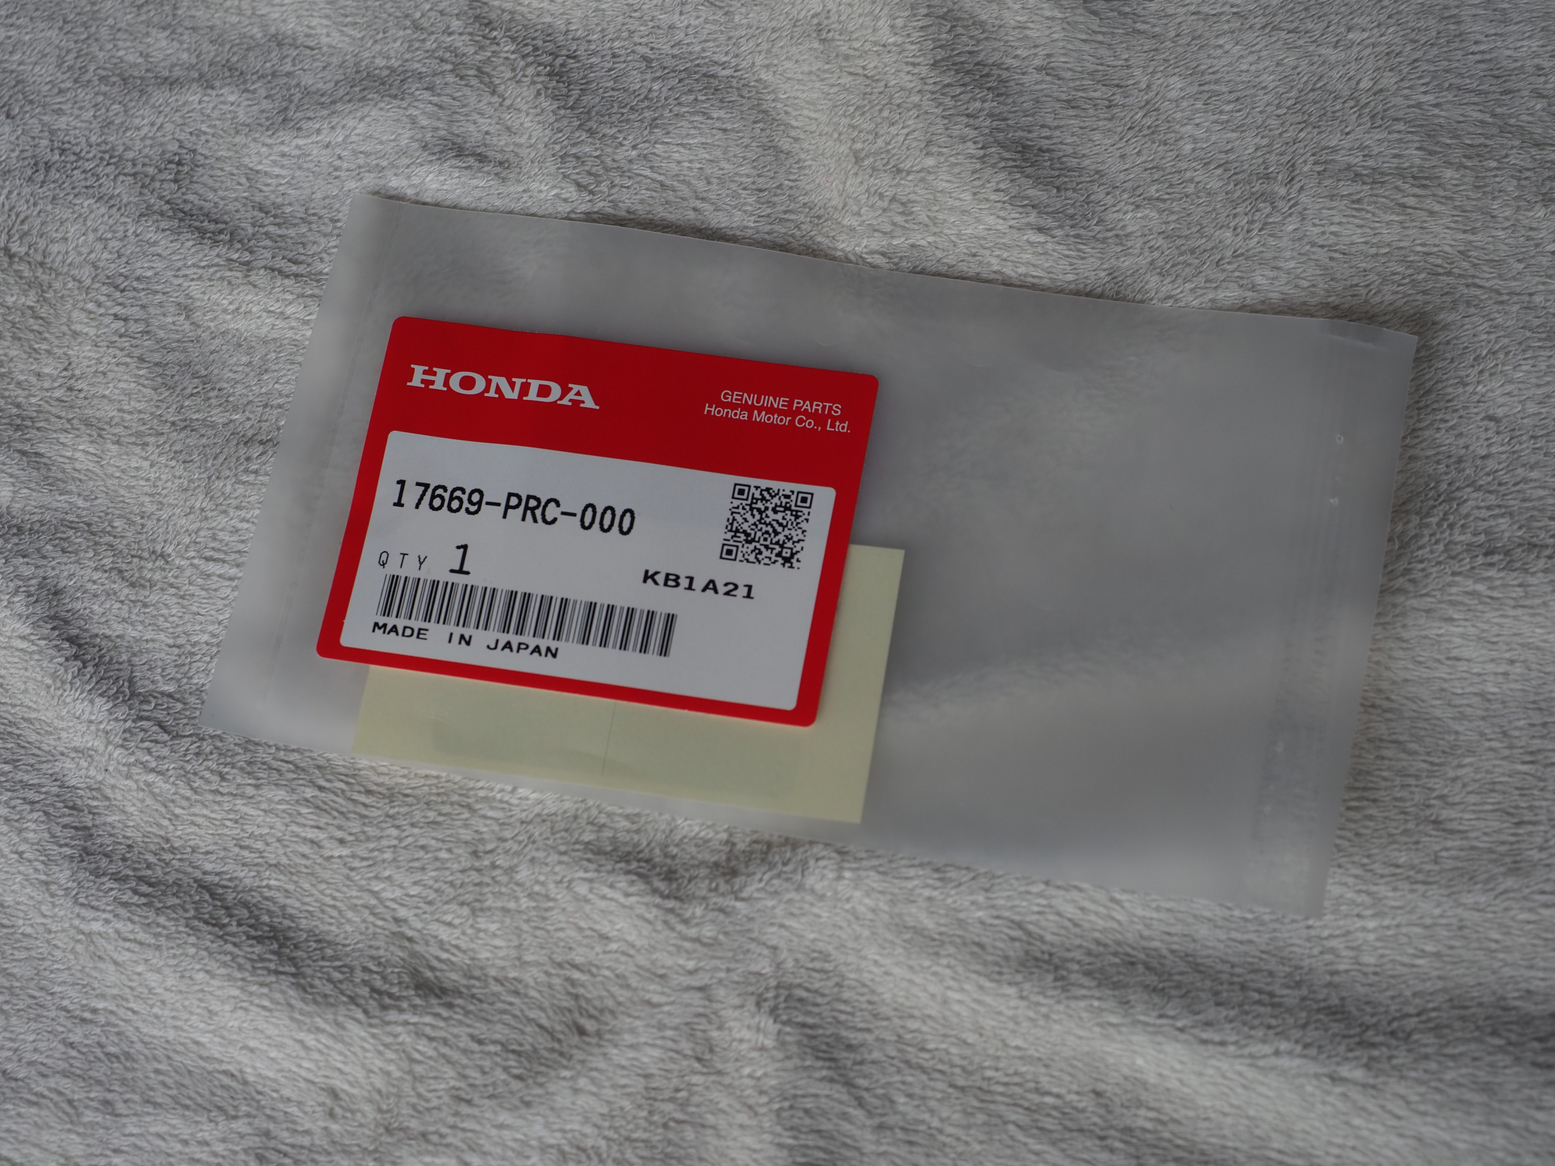 HONDA
GENUINE PARTS
Honda Motor Co., Ltd.
17669-PRC-000
QTY 1
KB1A21
MADE IN JAPAN